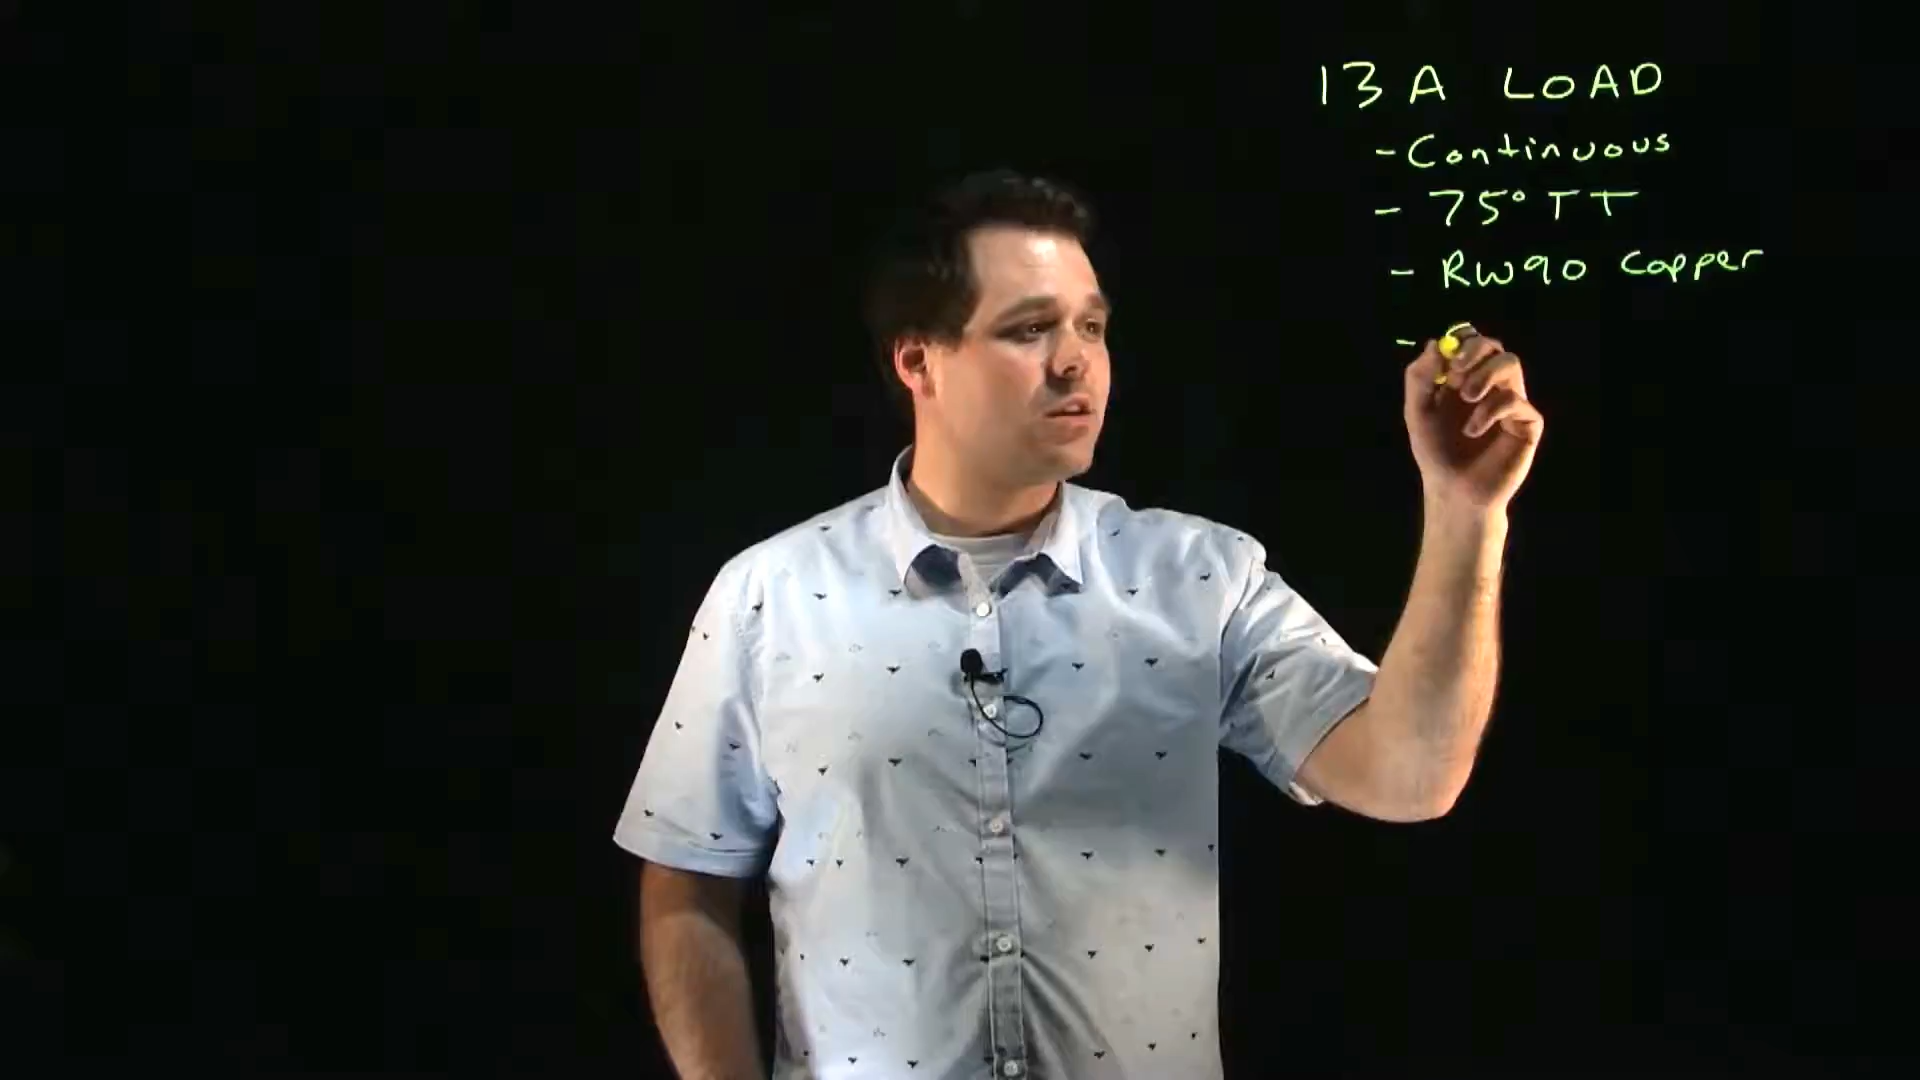 13 A LOAD
- Continuous
- 75° TT
- RW90 Copper
-